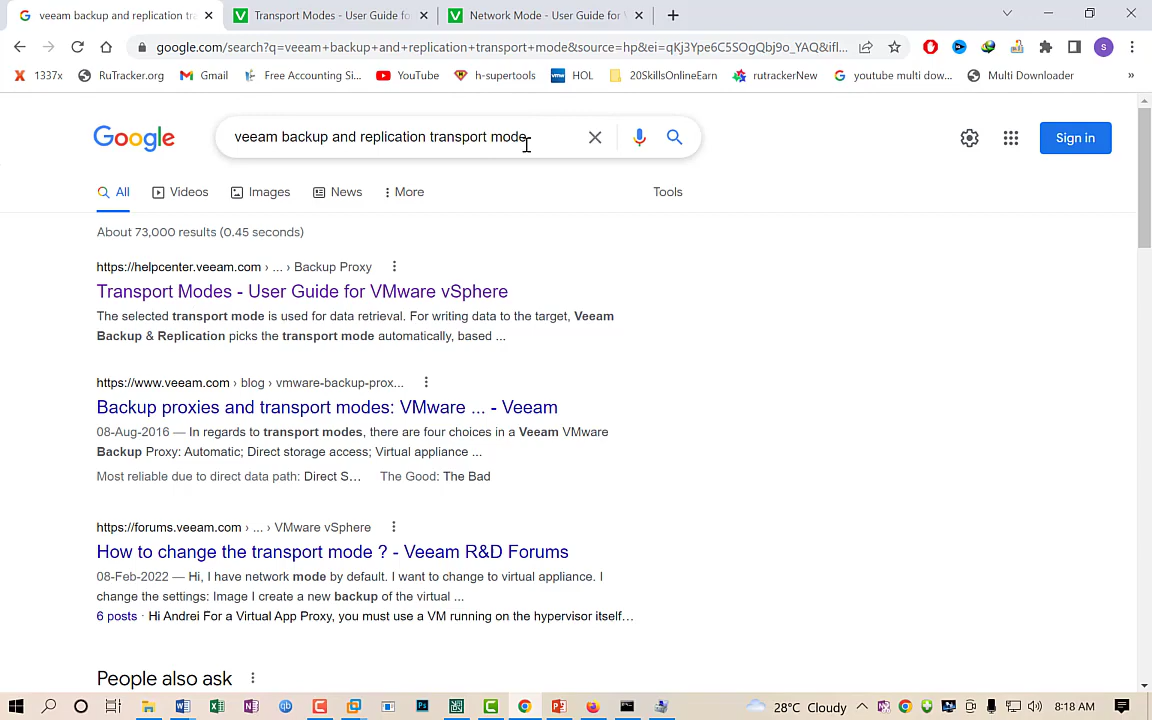 veeam backup and replication tra
Transport Modes - User Guide fo
Network Mode - User Guide for
google.com/search?q=veeam+backup+and+replication+transport+mode&source=hp&ei=qKj3Ype6C5SOgQbj9o_YAQ&ifl...
1337x
RuTracker.org
Gmail
Free Accounting Si...
YouTube
h-supertools
HOL
20SkillsOnlineEarn
rutrackerNew
youtube multi dow...
Multi Downloader
»
Google
veeam backup and replication transport mode
Sign in
All
Videos
Images
News
More
Tools
About 73,000 results (0.45 seconds)
https://helpcenter.veeam.com › ... › Backup Proxy
Transport Modes - User Guide for VMware vSphere
The selected transport mode is used for data retrieval. For writing data to the target, Veeam
Backup & Replication picks the transport mode automatically, based ...
https://www.veeam.com › blog › vmware-backup-prox...
Backup proxies and transport modes: VMware ... - Veeam
08-Aug-2016 — In regards to transport modes, there are four choices in a Veeam VMware
Backup Proxy: Automatic; Direct storage access; Virtual appliance ...
Most reliable due to direct data path: Direct S... The Good: The Bad
https://forums.veeam.com › ... › VMware vSphere
How to change the transport mode ? - Veeam R&D Forums
08-Feb-2022 — Hi, I have network mode by default. I want to change to virtual appliance. I
change the settings: Image I create a new backup of the virtual ...
6 posts · Hi Andrei For a Virtual App Proxy, you must use a VM running on the hypervisor itself…
People also ask
28°C Cloudy
8:18 AM